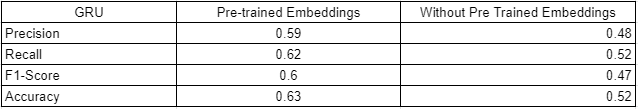 GRU Pre-trained Embeddings Without Pre Trained Embeddings
Precision 0.59 0.48
Recall 0.62 0.52
F1-Score 0.6 0.47
Accuracy 0.63 0.52